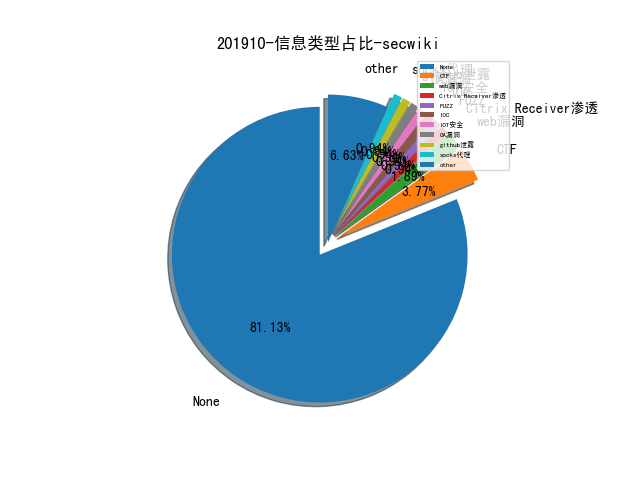 201910-信息类型占比-secwiki
other
None
CTF
web漏洞
Citrix Receiver渗透
FUZZ
IOC
IOT安全
OA漏洞
github泄露
socks代理
other
FUZZ
Citrix Receiver渗透
web漏洞
CTF
0.94%
6.63%
1.89%
3.77%
81.13%
None